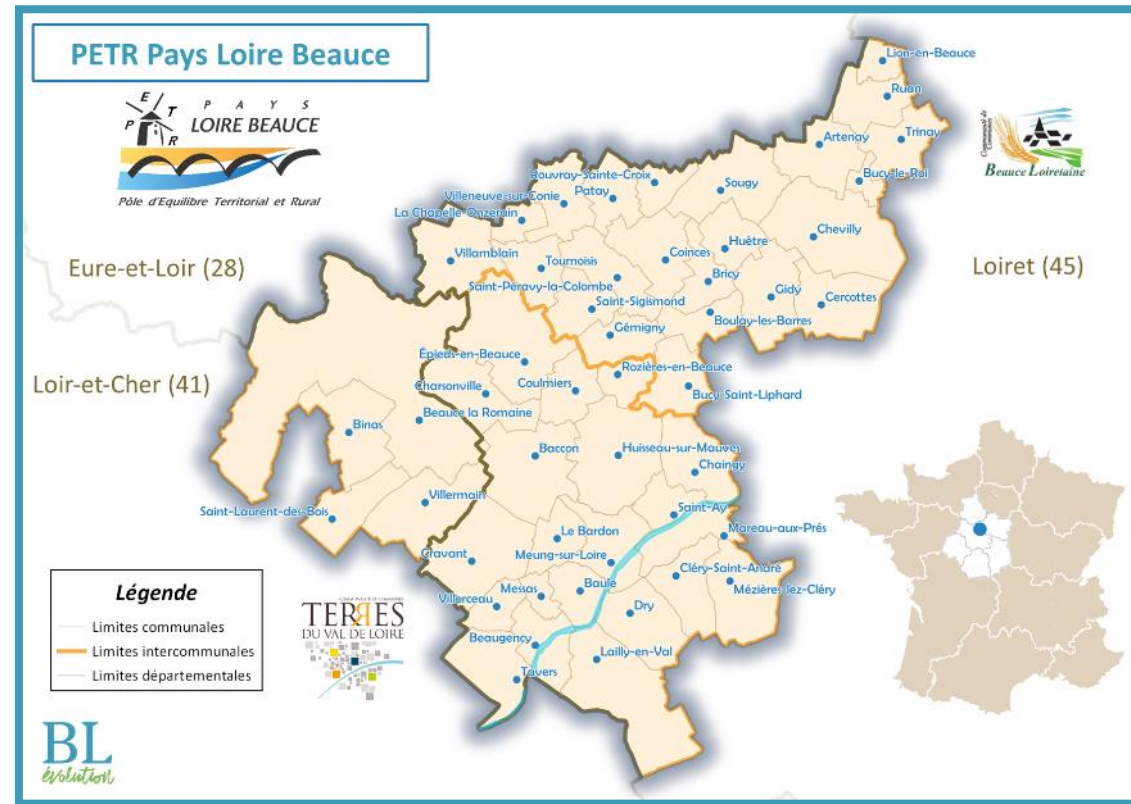 PETR Pays Loire Beauce
E
T
P
R
PAYS
LOIRE BEAUCE
Pôle d'Equilibre Territorial et Rural
Communauté de
Communes
Beauce Loiretaine
Eure-et-Loir (28)
Loiret (45)
Loir-et-Cher (41)
Lion-en-Beauce
Ruan
Artenay
Trinay
Rouvray-Sainte-Croix
Sougy
Bucy-le-Roi
Villeneuve-sur-Conie
Patay
La Chapelle-Onzerain
Chevilly
Huêtre
Villamblain
Tournoisis
Coinces
Bricy
Saint-Péravy-la-Colombe
Gidy
Saint-Sigismond
Cercottes
Boulay-les-Barres
Gémigny
Épieds-en-Beauce
Rozières-en-Beauce
Charsonville
Coulmiers
Bucy-Saint-Liphard
Beauce la Romaine
Binas
Baccon
Huisseau-sur-Mauves
Chaingy
Villermain
Saint-Laurent-des-Bois
Saint-Ay
Mareau-aux-Prés
Le Bardon
Cravant
Meung-sur-Loire
Cléry-Saint-André
Messas
Baule
Mézières-lez-Cléry
Villorceau
Dry
Beaugency
Lailly-en-Val
Tavers
Légende
Limites communales
Limites intercommunales
Limites départementales
TERRES
DU VAL DE LOIRE
BL
évolution